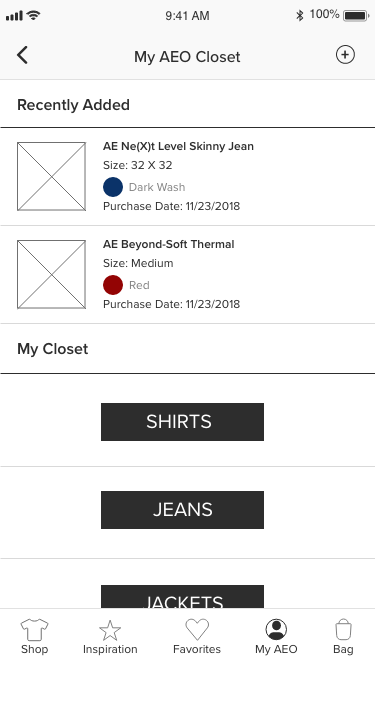 9:41 AM
100%
My AEO Closet
Recently Added
AE Ne(X)t Level Skinny Jean
Size: 32 X 32
Dark Wash
Purchase Date: 11/23/2018
AE Beyond-Soft Thermal
Size: Medium
Red
Purchase Date: 11/23/2018
My Closet
SHIRTS
JEANS
JACKETS
Shop
Inspiration
Favorites
My AEO
Bag